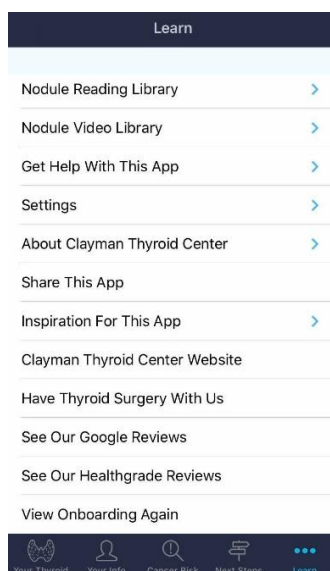 Learn
Nodule Reading Library
Nodule Video Library
Get Help With This App
Settings
About Clayman Thyroid Center
Share This App
Inspiration For This App
Clayman Thyroid Center Website
Have Thyroid Surgery With Us
See Our Google Reviews
See Our Healthgrade Reviews
View Onboarding Again
Your Thyroid Your Info Cancer Risk Next Steps Learn